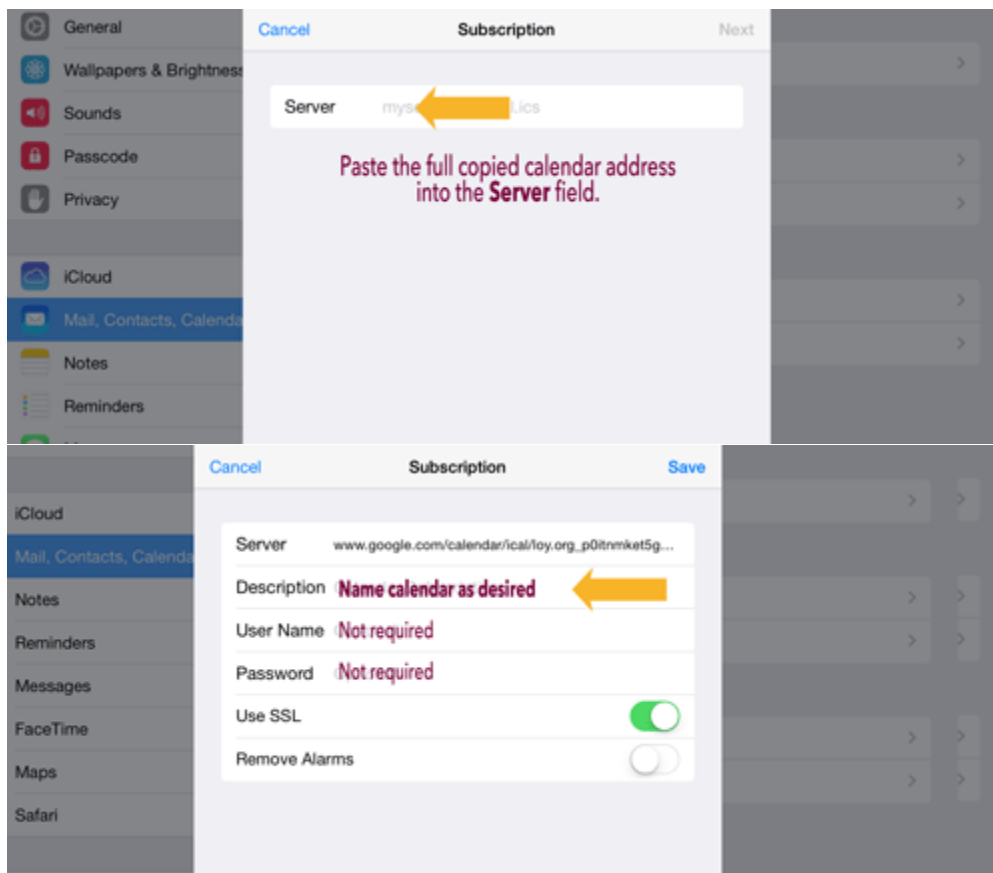 General
Cancel Subscription Next
Wallpapers & Brightness
Server .ics
Sounds
Paste the full copied calendar address
into the Server field.
Passcode
Privacy
iCloud
Mail, Contacts, Calenda
Notes
Reminders
Cancel Subscription Save
iCloud
Server www.google.com/calendar/ical/loy.org_p0itnmket5g...
Mail, Contacts, Calenda
Description Name calendar as desired
Notes
User Name Not required
Reminders
Password Not required
Messages
Use SSL
FaceTime
Remove Alarms
Maps
Safari